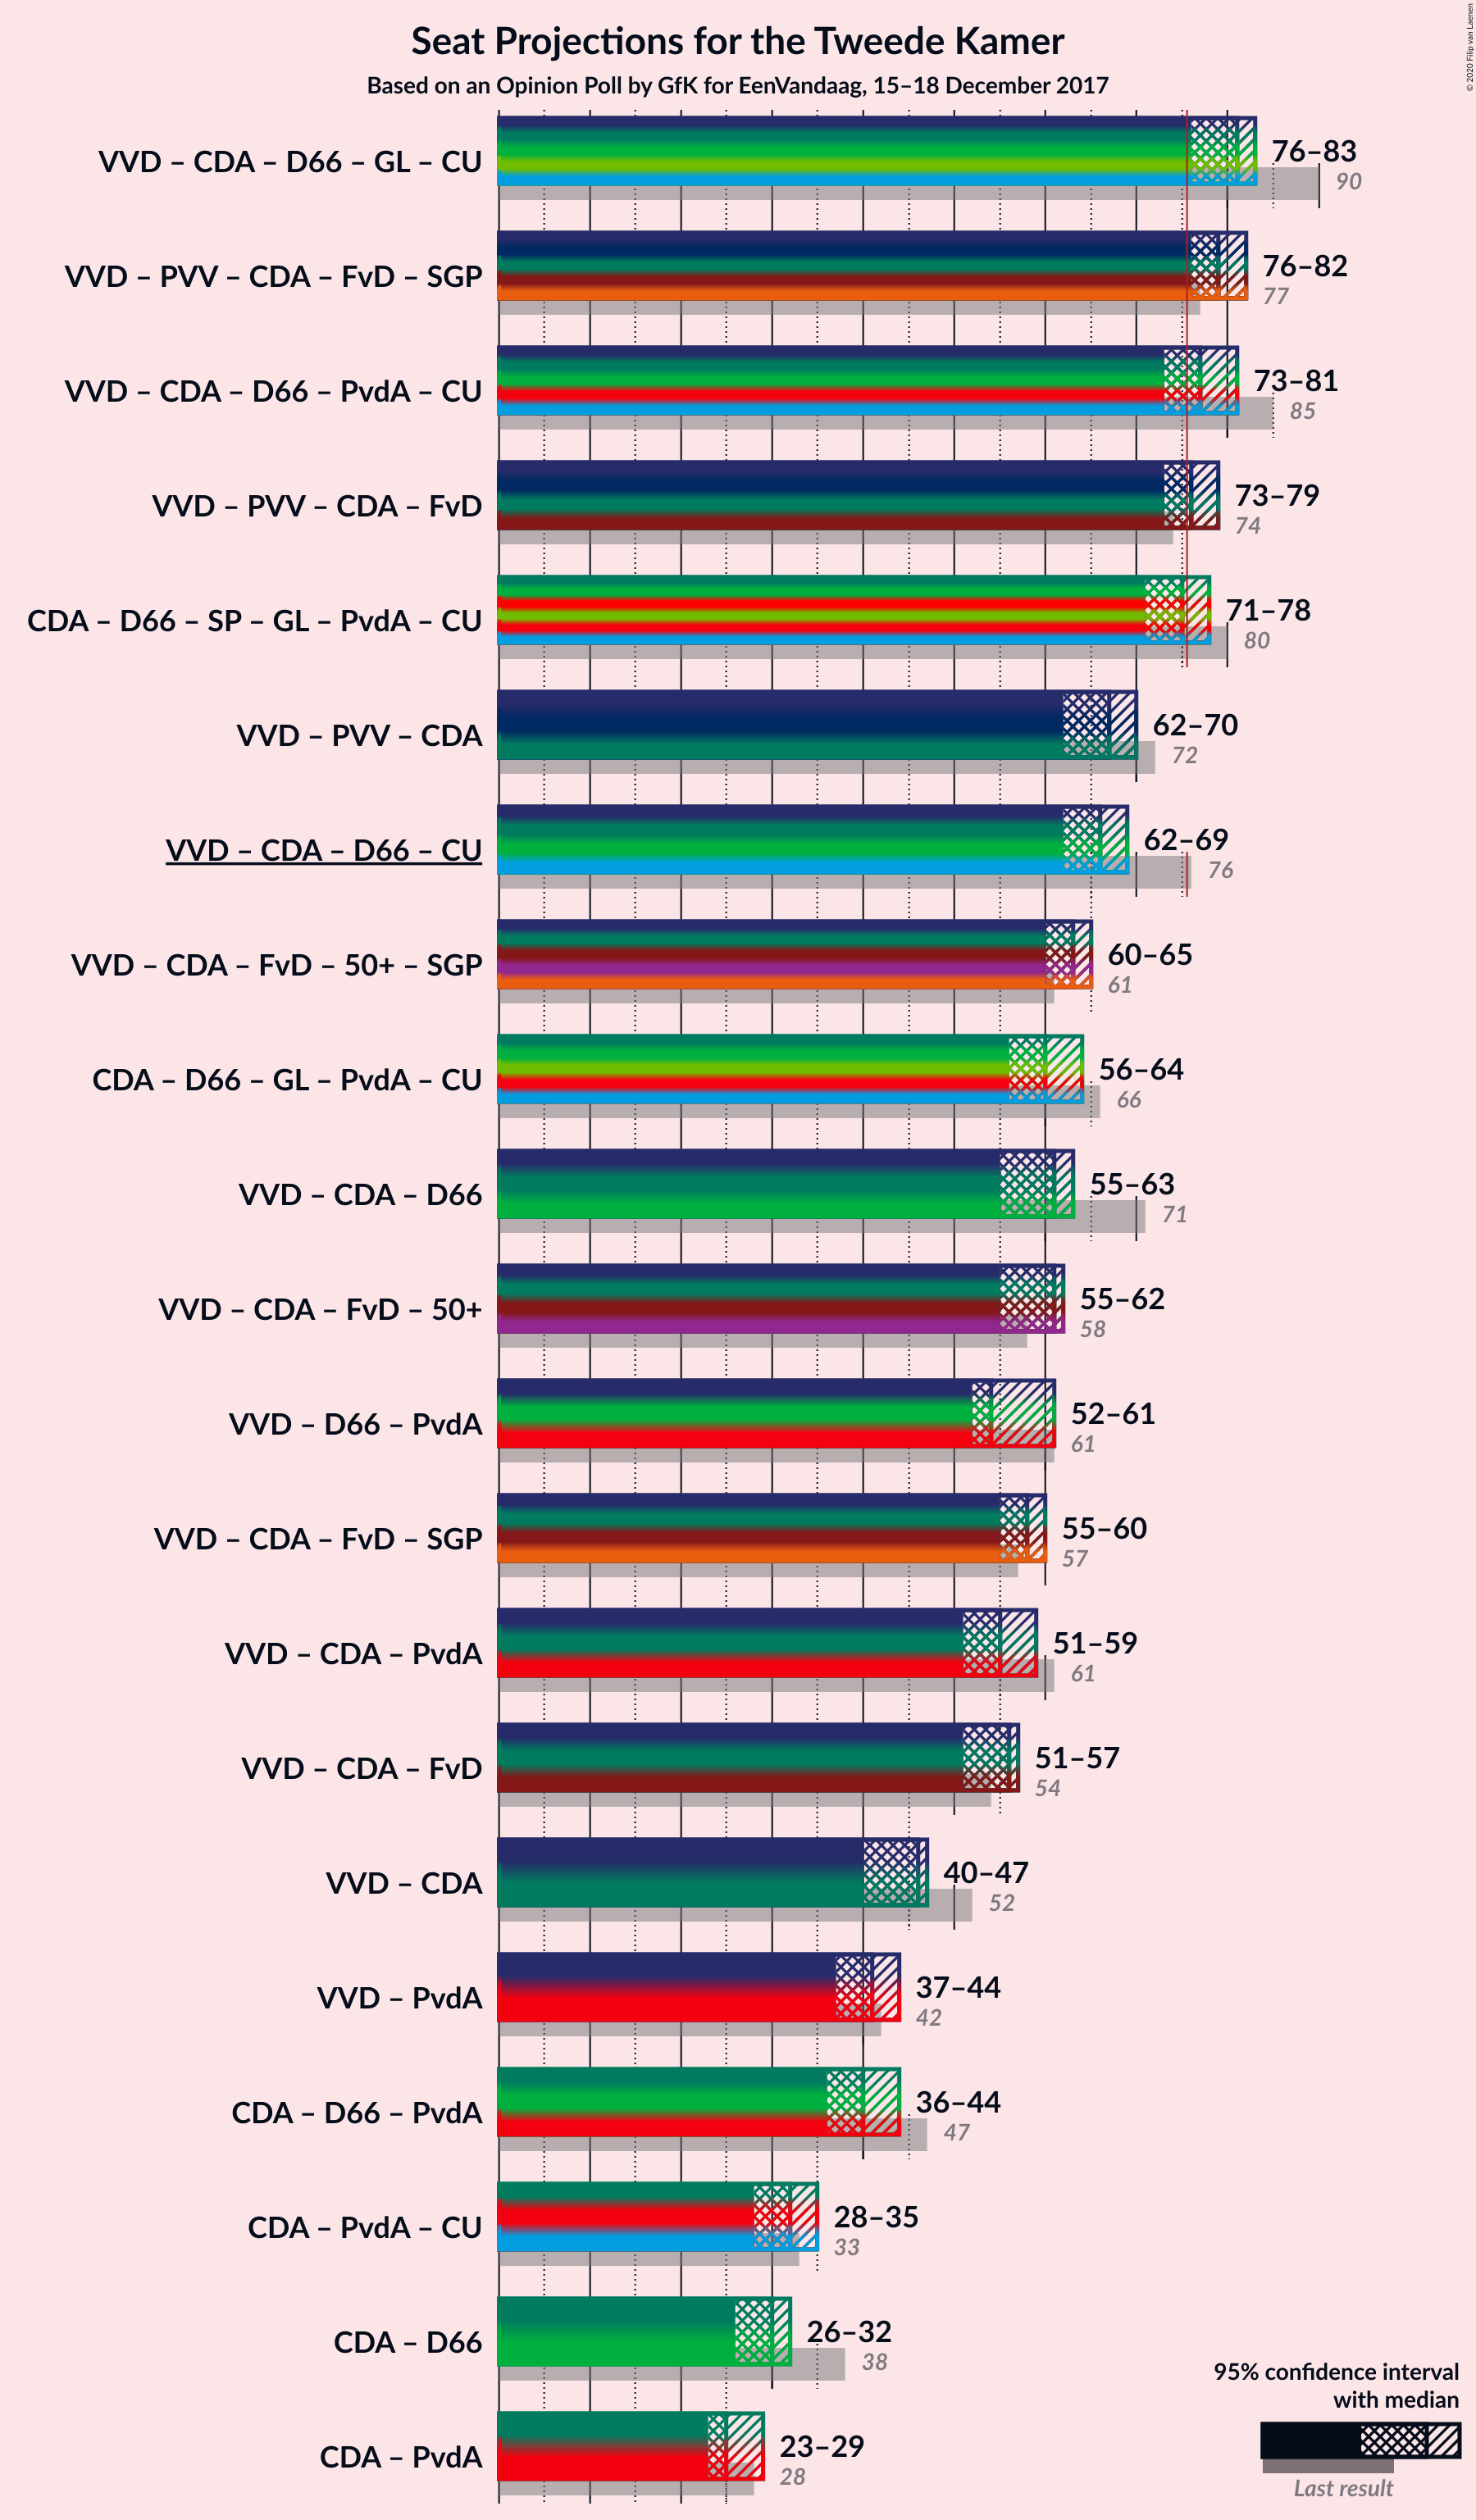 Seat Projections for the Tweede Kamer
Based on an Opinion Poll by GfK for EenVandaag, 15–18 December 2017
© 2020 Filip van Laenen
VVD – CDA – D66 – GL – CU
76–83
90
VVD – PVV – CDA – FvD – SGP
76–82
77
VVD – CDA – D66 – PvdA – CU
73–81
85
VVD – PVV – CDA – FvD
73–79
74
CDA – D66 – SP – GL – PvdA – CU
71–78
80
VVD – PVV – CDA
62–70
72
VVD – CDA – D66 – CU
62–69
76
VVD – CDA – FvD – 50+ – SGP
60–65
61
CDA – D66 – GL – PvdA – CU
56–64
66
VVD – CDA – D66
55–63
71
VVD – CDA – FvD – 50+
55–62
58
VVD – D66 – PvdA
52–61
61
VVD – CDA – FvD – SGP
55–60
57
VVD – CDA – PvdA
51–59
61
VVD – CDA – FvD
51–57
54
VVD – CDA
40–47
52
VVD – PvdA
37–44
42
CDA – D66 – PvdA
36–44
47
CDA – PvdA – CU
28–35
33
CDA – D66
26–32
38
CDA – PvdA
23–29
28
95% confidence interval
with median
Last result